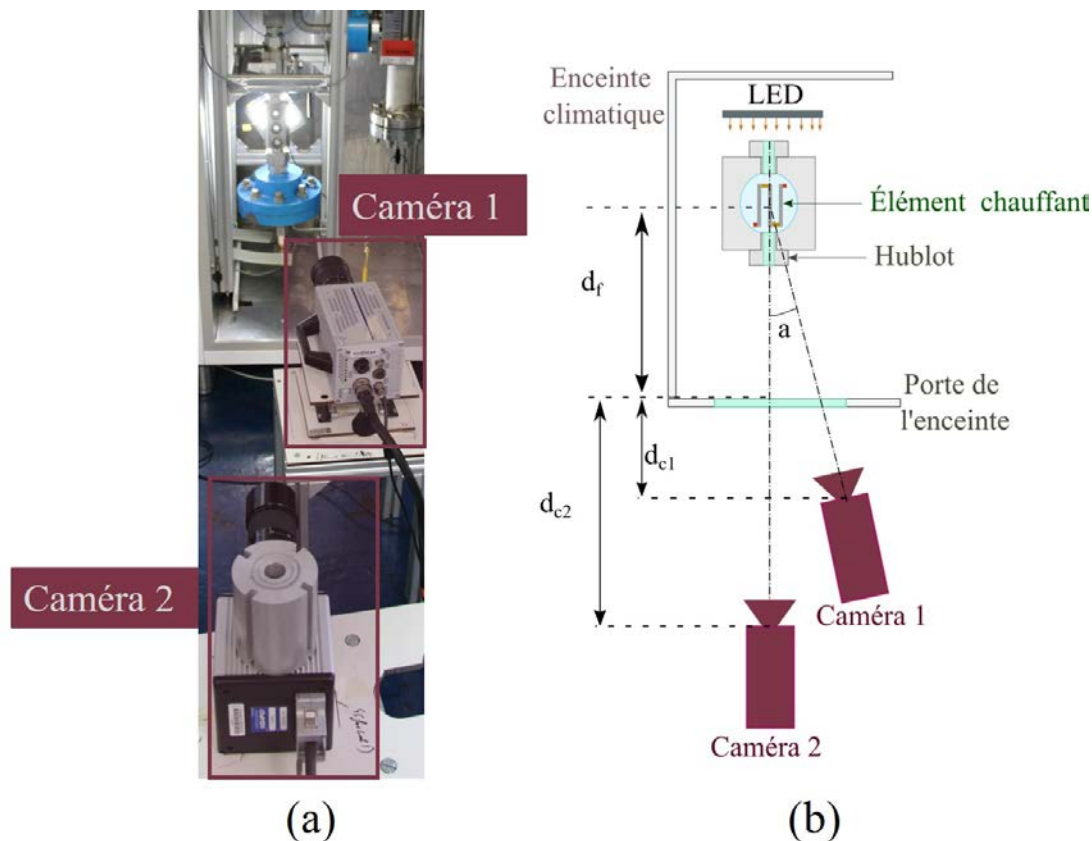 Caméra 1
Caméra 2
(a)
Enceinte
climatique
LED
Élément chauffant
Hublot
d_f
a
Porte de
l'enceinte
d_c1
d_c2
Caméra 1
Caméra 2
(b)